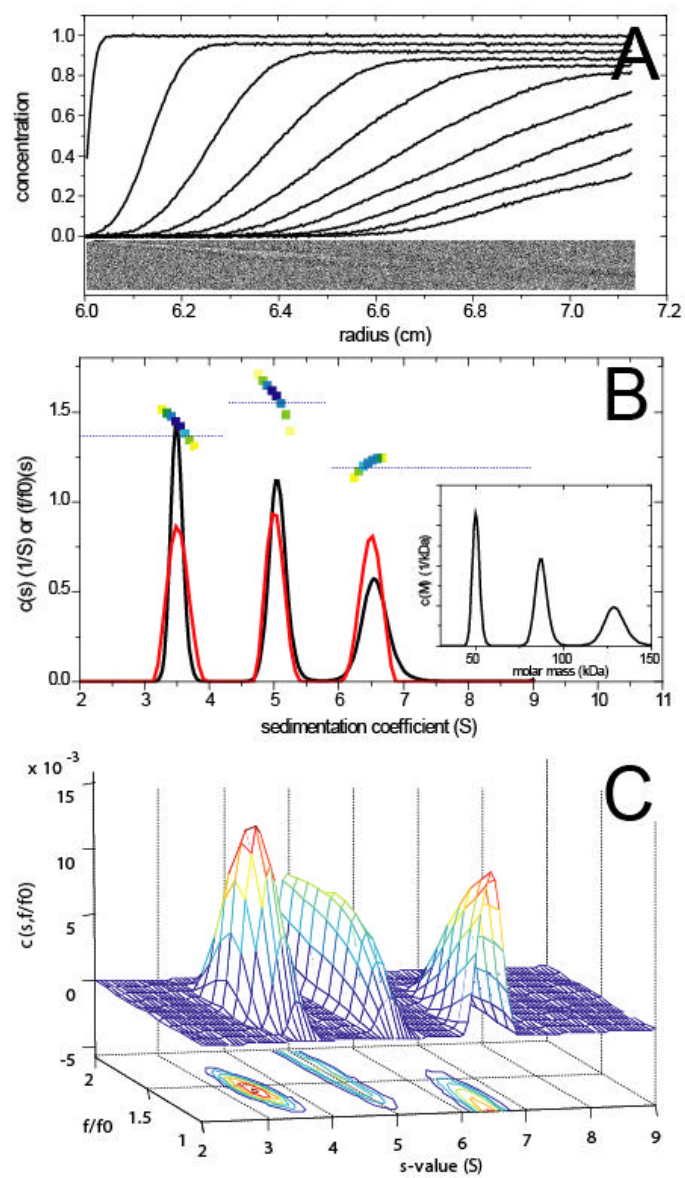 A
1.0
0.8
0.6
0.4
0.2
0.0
concentration
6.0 6.2 6.4 6.6 6.8 7.0 7.2
radius (cm)
B
1.5
1.0
0.5
0.0
c(s) (1/S) or (f/f0)(s)
c(M) (1/kDa)
50 100 150
molar mass (kDa)
2 3 4 5 6 7 8 9 10 11
sedimentation coefficient (S)
C
x 10 -3
15
10
5
0
-5
c(s,f/f0)
2
1.5
1
f/f0
2 3 4 5 6 7 8 9
s-value (S)